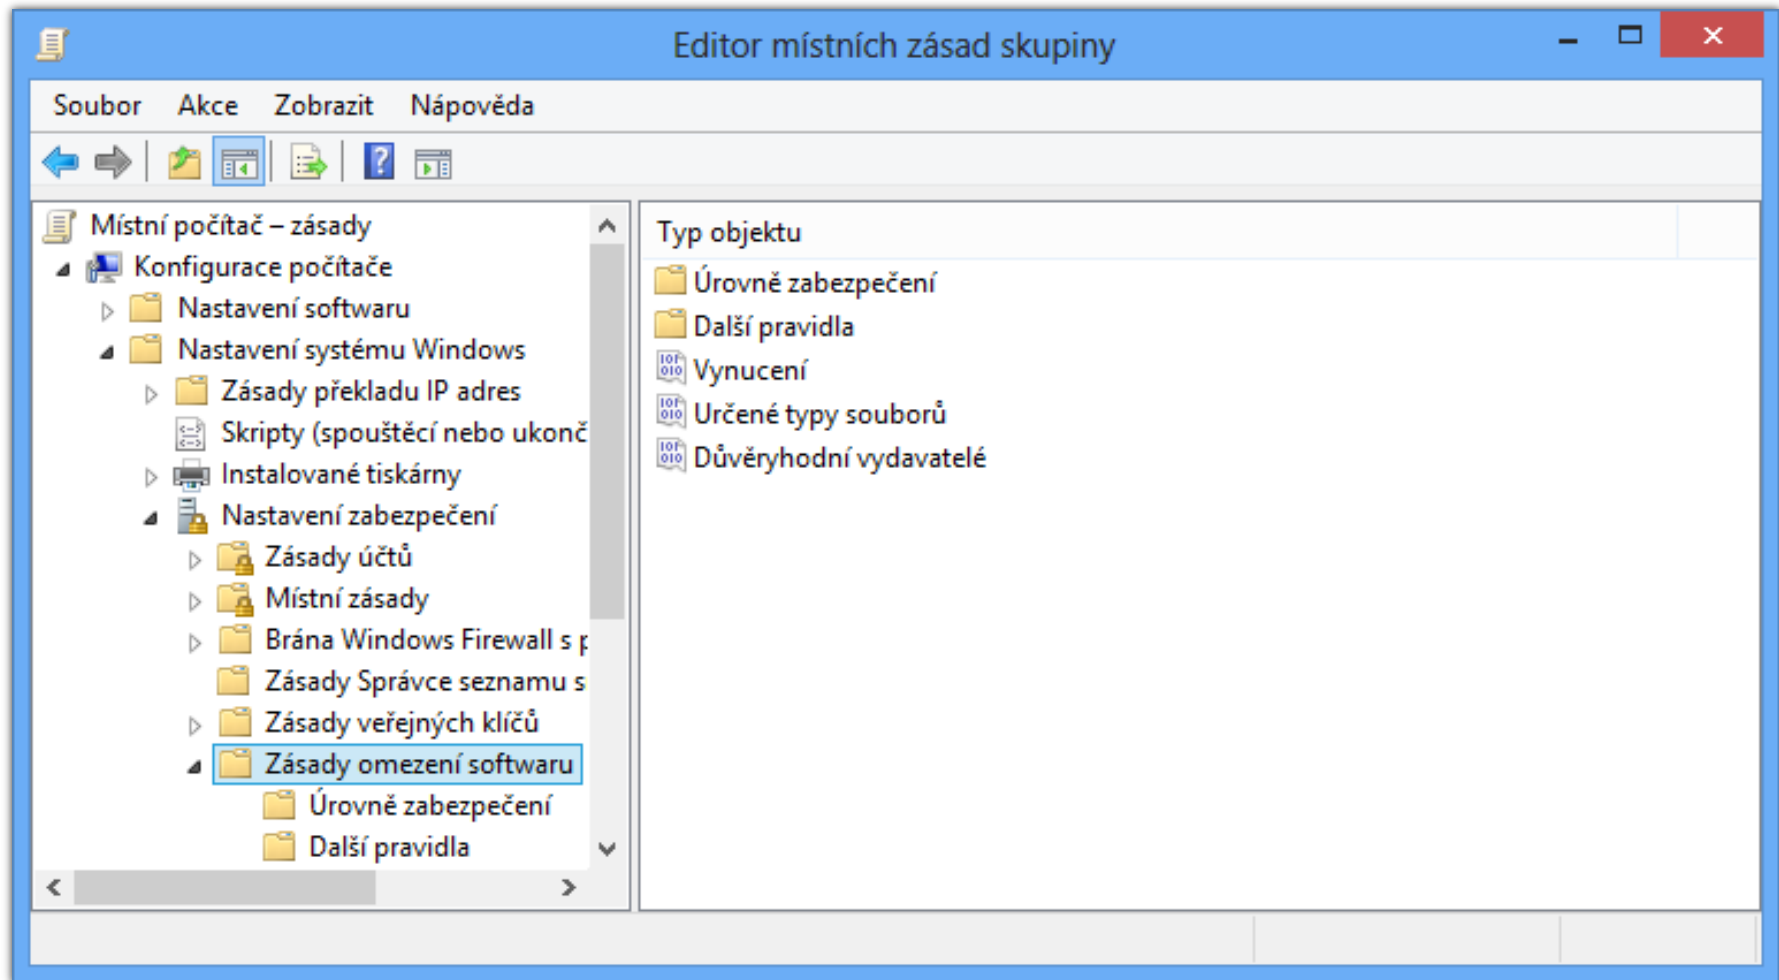 Editor místních zásad skupiny
Soubor Akce Zobrazit Nápověda
Místní počítač – zásady
Konfigurace počítače
Nastavení softwaru
Nastavení systému Windows
Zásady překladu IP adres
Skripty (spouštěcí nebo ukonč
Instalované tiskárny
Nastavení zabezpečení
Zásady účtů
Místní zásady
Brána Windows Firewall s p
Zásady Správce seznamu s
Zásady veřejných klíčů
Zásady omezení softwaru
Úrovně zabezpečení
Další pravidla
Typ objektu
Úrovně zabezpečení
Další pravidla
Vynucení
Určené typy souborů
Důvěryhodní vydavatelé